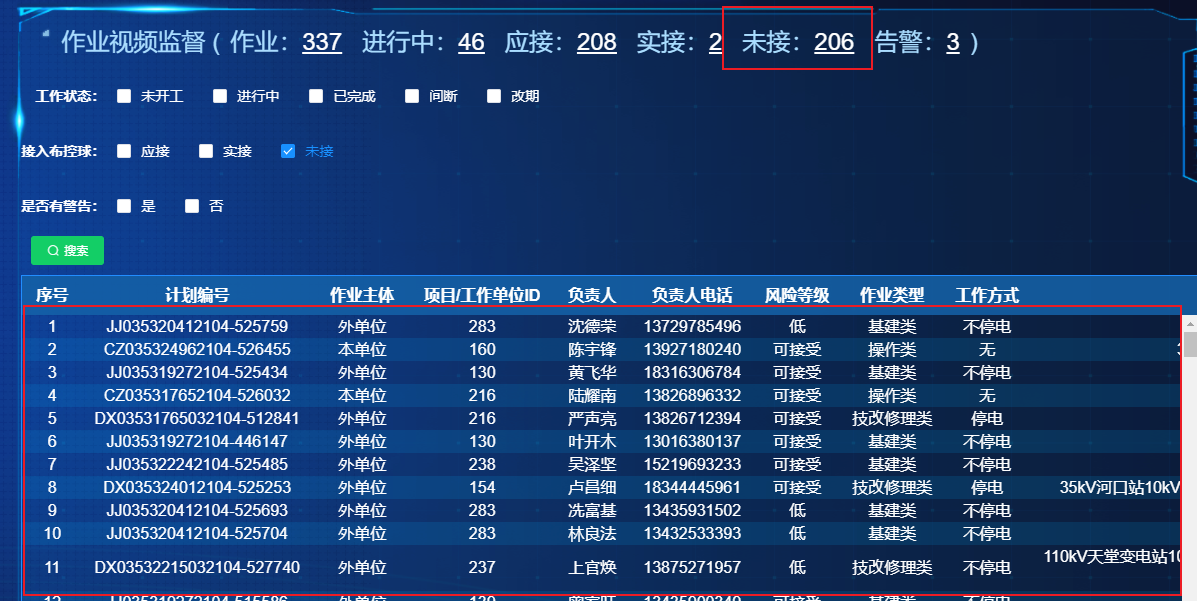 作业视频监督 ( 作业： 337 进行中： 46 应接： 208 实接： 2 未接： 206 告警： 3 )
工作状态: 未开工 进行中 已完成 间断 改期
接入布控球: 应接 实接 未接
是否有警告: 是 否
搜索
序号 计划编号 作业主体 项目/工作单位ID 负责人 负责人电话 风险等级 作业类型 工作方式
1 JJ035320412104-525759 外单位 283 沈德荣 13729785496 低 基建类 不停电
2 CZ035324962104-526455 本单位 160 陈宇锋 13927180240 可接受 操作类 无
3 JJ035319272104-525434 外单位 130 黄飞华 18316306784 可接受 基建类 不停电
4 CZ035317652104-526032 本单位 216 陆耀南 13826896332 可接受 操作类 无
5 DX03531765032104-512841 外单位 216 严声亮 13826712394 可接受 技改修理类 停电
6 JJ035319272104-446147 外单位 130 叶开木 13016380137 可接受 基建类 不停电
7 JJ035322242104-525485 外单位 238 吴泽坚 15219693233 可接受 基建类 不停电
8 DX035324012104-525253 外单位 154 卢昌细 18344445961 可接受 技改修理类 停电 35kV河口站10kV
9 JJ035320412104-525693 外单位 283 冼富基 13435931502 低 基建类 不停电
10 JJ035320412104-525704 外单位 283 林良法 13432533393 低 基建类 不停电
11 DX03532215032104-527740 外单位 237 上官焕 13875271957 低 技改修理类 不停电 110kV天堂变电站10